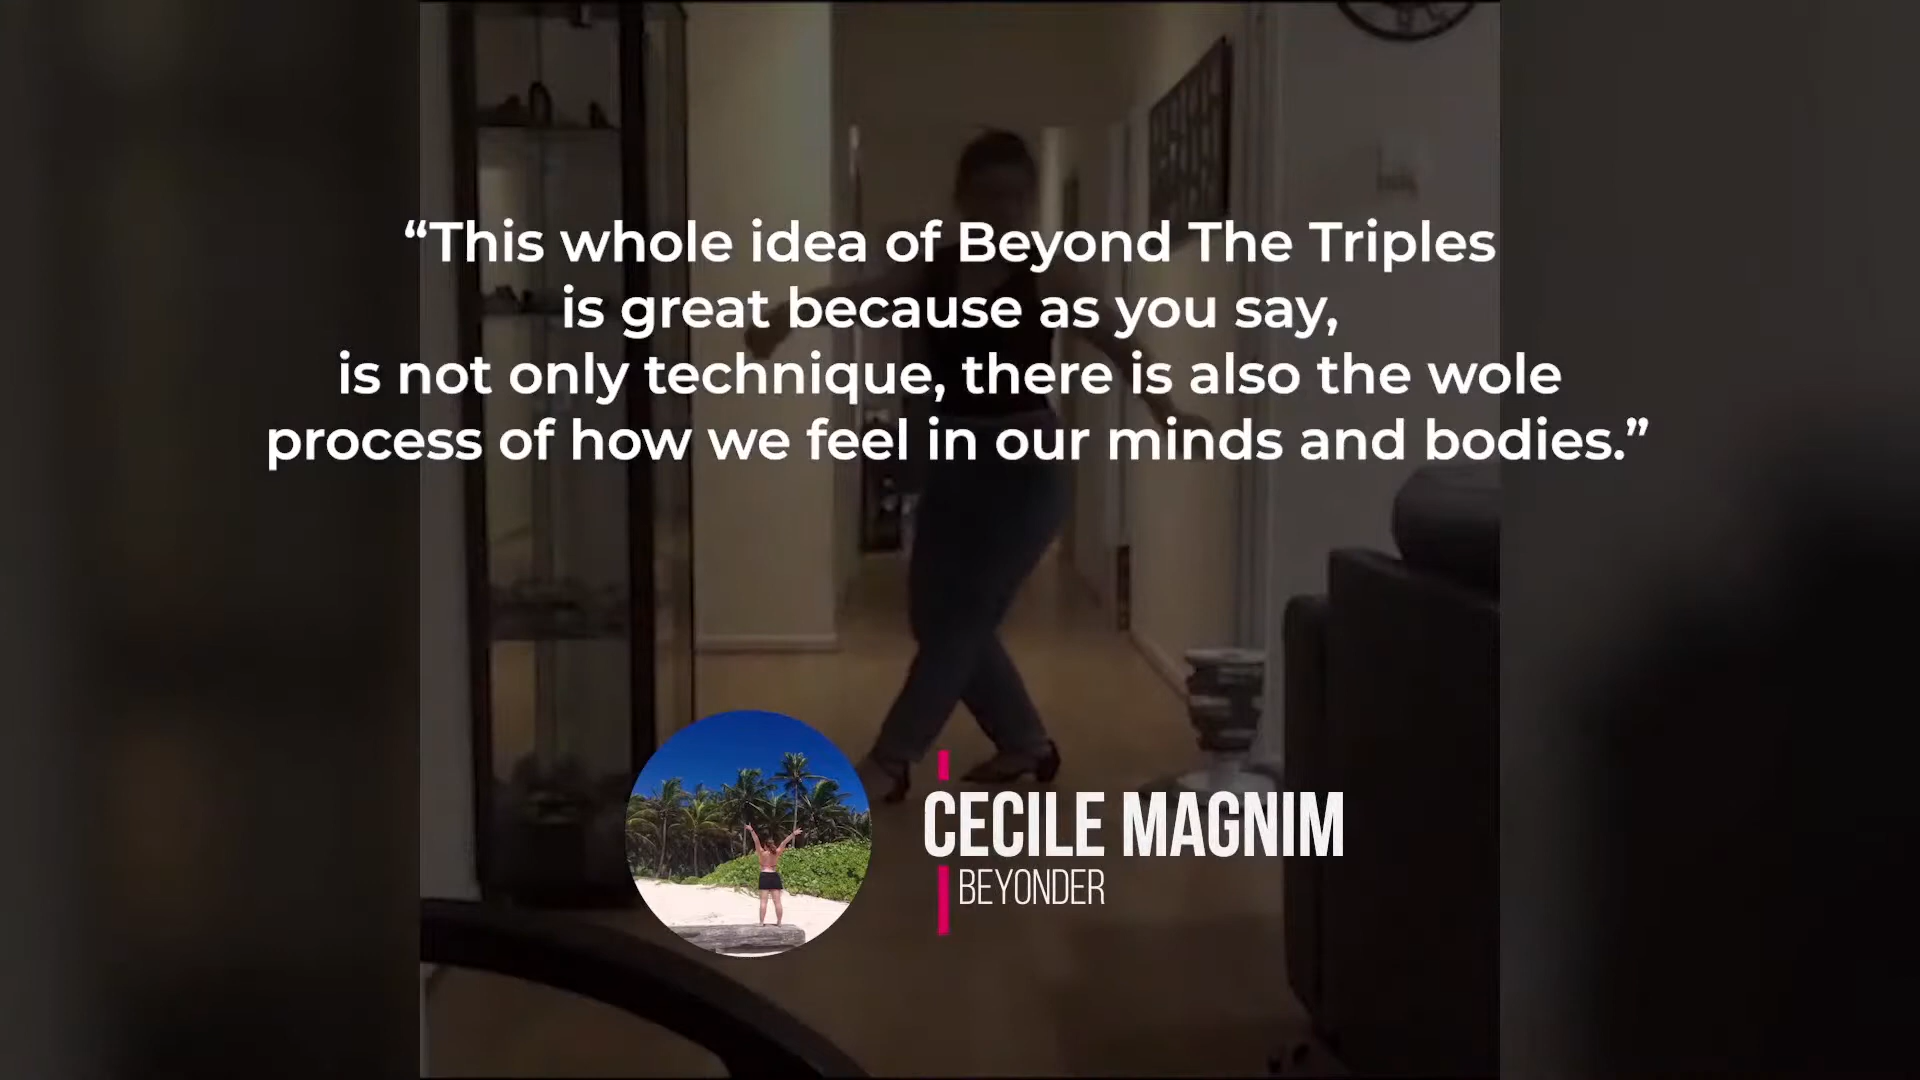 “This whole idea of Beyond The Triples
is great because as you say,
is not only technique, there is also the wole
process of how we feel in our minds and bodies.”
CECILE MAGNIM
BEYONDER